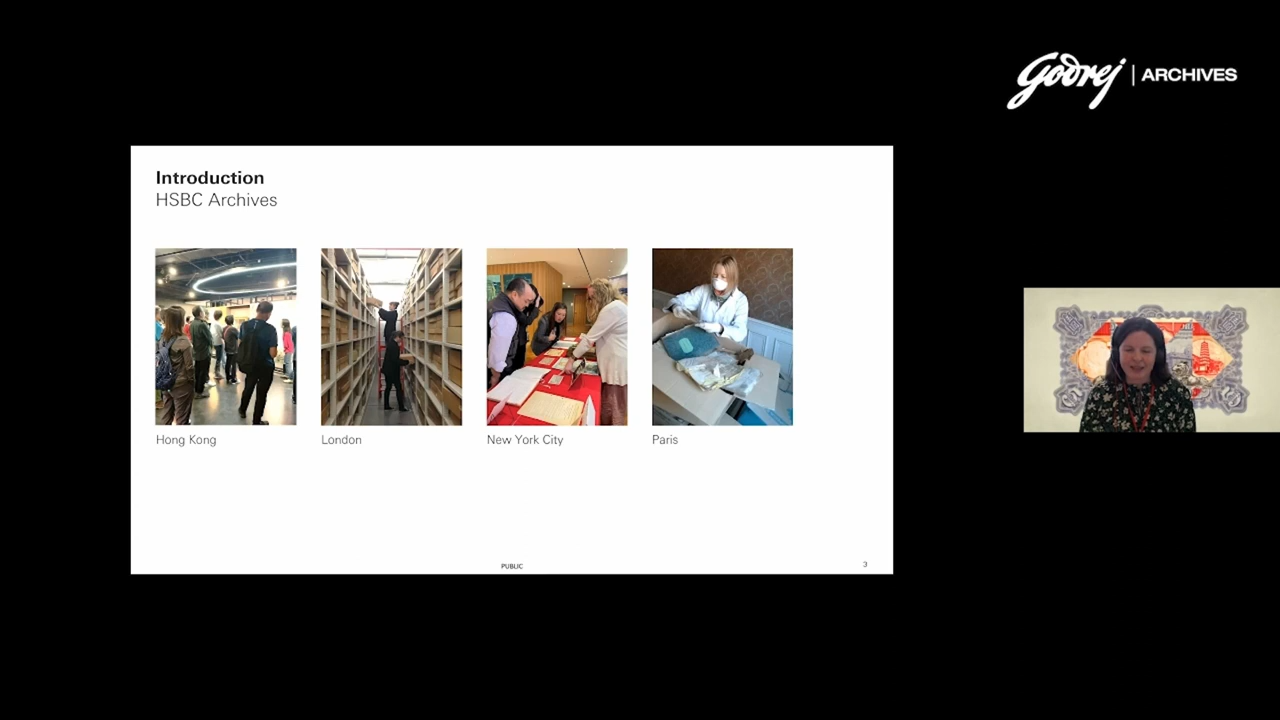 Godrej | ARCHIVES
Introduction
HSBC Archives
Hong Kong
London
New York City
Paris
PUBLIC
3